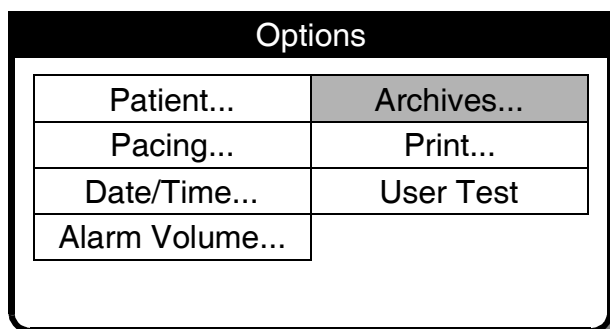 Options
Patient... Archives...
Pacing... Print...
Date/Time... User Test
Alarm Volume...